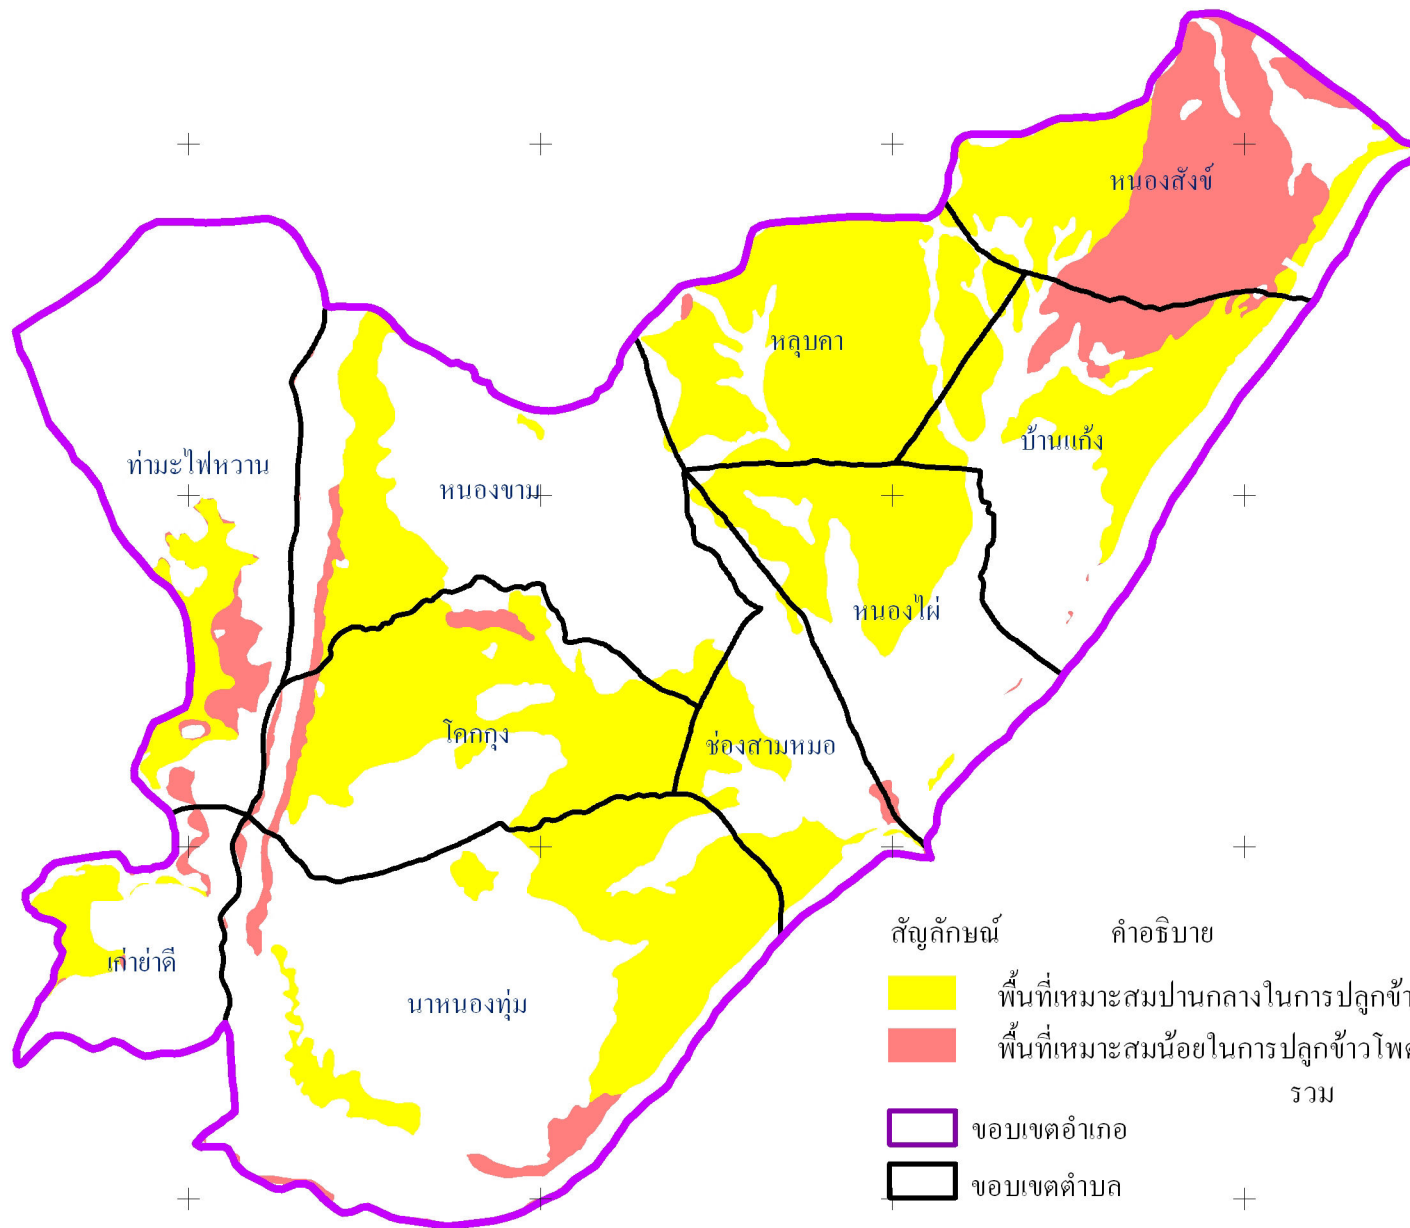 หนองสังข์
หลุบคา
บ้านแก้ง
ท่ามะไฟหวาน
หนองขาม
หนองไผ่
โคกกุง
ช่องสามหมอ
เก่าย่าดี
นาหนองทุ่ม
สัญลักษณ์ คำอธิบาย
พื้นที่เหมาะสมปานกลางในการปลูกข้า
พื้นที่เหมาะสมน้อยในการปลูกข้าวโพด
รวม
ขอบเขตอำเภอ
ขอบเขตตำบล